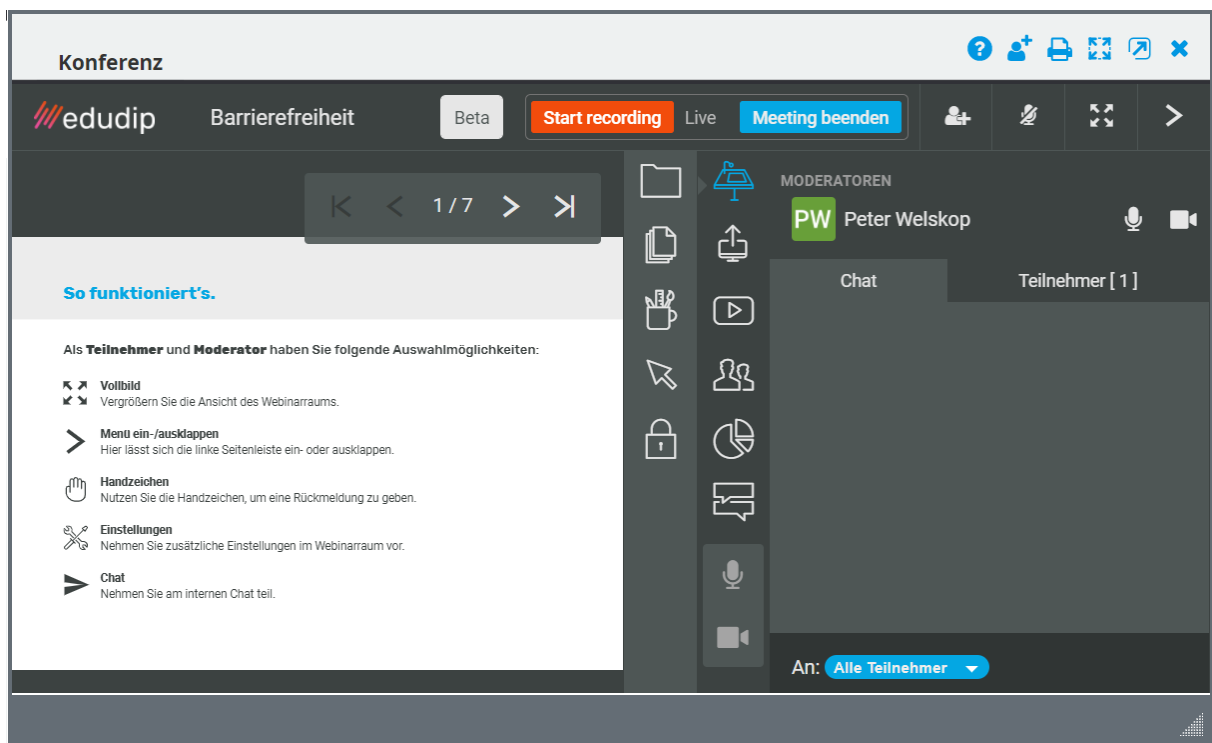 Konferenz
edudip
Barrierefreiheit
Beta
Start recording
Live
Meeting beenden
1 / 7
MODERATOREN
PW
Peter Welskop
Chat
Teilnehmer [ 1 ]
So funktioniert's.
Als Teilnehmer und Moderator haben Sie folgende Auswahlmöglichkeiten:
Vollbild
Vergrößern Sie die Ansicht des Webinarraums.
Menü ein-/ausklappen
Hier lässt sich die linke Seitenleiste ein- oder ausklappen.
Handzeichen
Nutzen Sie die Handzeichen, um eine Rückmeldung zu geben.
Einstellungen
Nehmen Sie zusätzliche Einstellungen im Webinarraum vor.
Chat
Nehmen Sie am internen Chat teil.
An: Alle Teilnehmer